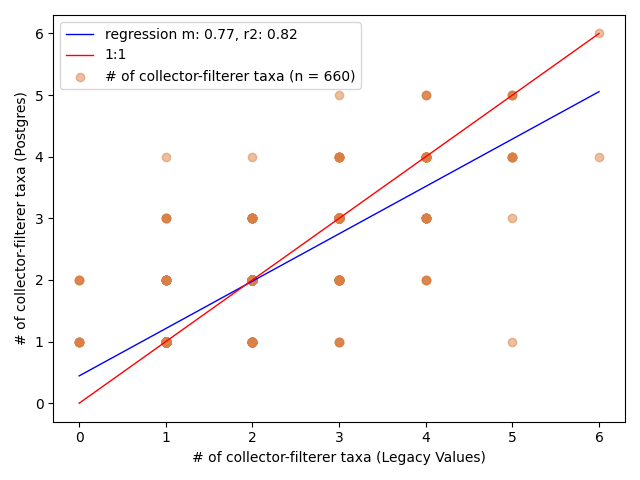 regression m: 0.77, r2: 0.82
1:1
# of collector-filterer taxa (n = 660)
# of collector-filterer taxa (Postgres)
6
5
4
3
2
1
0
0 1 2 3 4 5 6
# of collector-filterer taxa (Legacy Values)